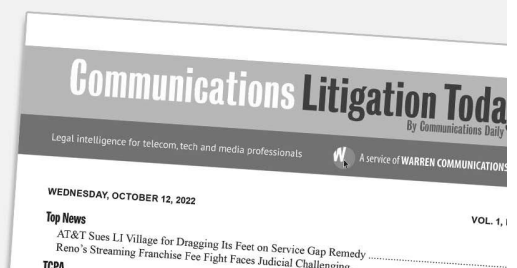 Communications Litigation Today
By Communications Daily
Legal intelligence for telecom, tech and media professionals
W A service of WARREN COMMUNICATIONS
WEDNESDAY, OCTOBER 12, 2022
VOL. 1,
Top News
AT&T Sues LI Village for Dragging Its Feet on Service Gap Remedy
Reno's Streaming Franchise Fee Fight Faces Judicial Challenging
TCPA